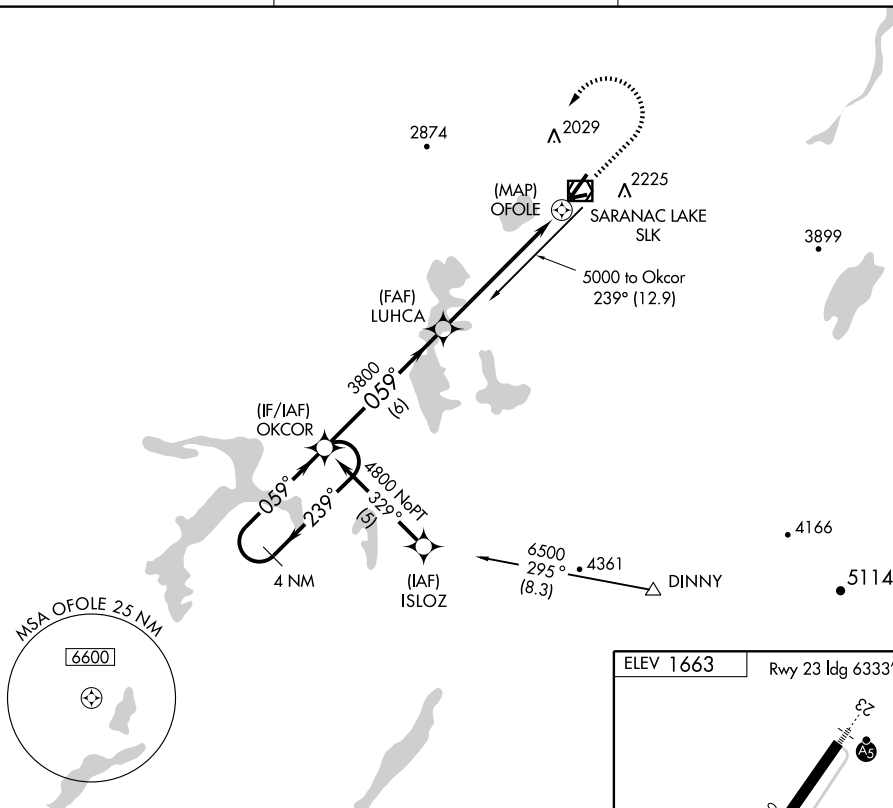 2874
2029
(MAP)
OFOLE
2225
SARANAC LAKE
SLK
3899
5000 to Okcor
239° (12.9)
(FAF)
LUHCA
3800
059°
(6)
(IF/IAF)
OKCOR
4800 NoPT
329°
(5)
059°
239°
4 NM
(IAF)
ISLOZ
6500
295°
(8.3)
4361
DINNY
4166
5114
MSA OFOLE 25 NM
6600
ELEV 1663
Rwy 23 ldg 6333'
23
A5